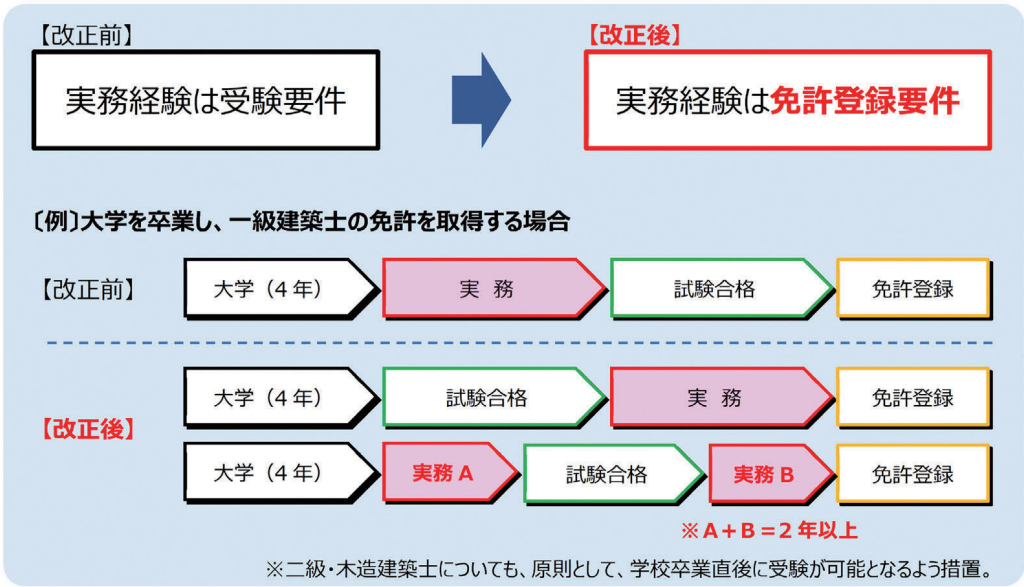 【改正前】
【改正後】
実務経験は受験要件
実務経験は免許登録要件
〔例〕大学を卒業し、一級建築士の免許を取得する場合
【改正前】
大学（4 年）
実 務
試験合格
免許登録
【改正後】
大学（4 年）
試験合格
実 務
免許登録
大学（4 年）
実務 A
試験合格
実務 B
免許登録
※A＋B＝2 年以上
※二級・木造建築士についても、原則として、学校卒業直後に受験が可能となるよう措置。